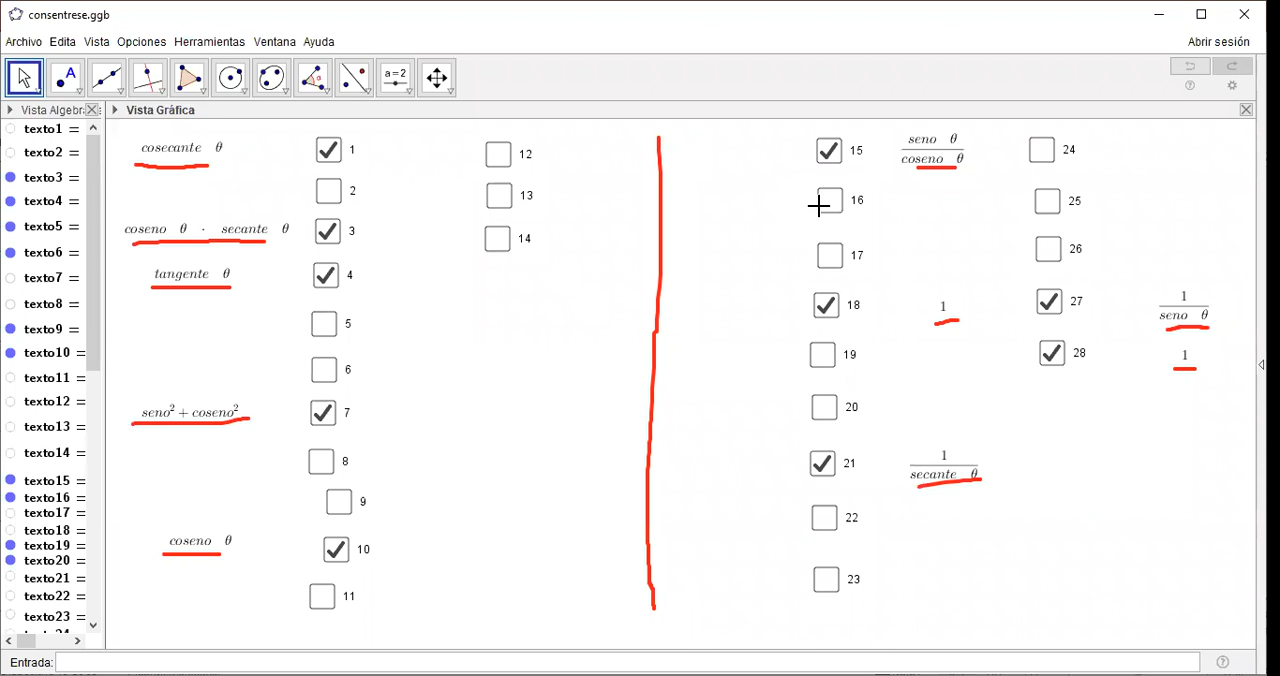 consentrese.ggb
Archivo Edita Vista Opciones Herramientas Ventana Ayuda
Abrir sesión
A
a=2
Vista Algebra
Vista Gráfica
texto1 =
texto2 =
texto3 =
texto4 =
texto5 =
texto6 =
texto7 =
texto8 =
texto9 =
texto10 =
texto11 =
texto12 =
texto13 =
texto14 =
texto15 =
texto16 =
texto17 =
texto18 =
texto19 =
texto20 =
texto21 =
texto22 =
texto23 =
cosecante θ
1
2
coseno θ · secante θ
3
tangente θ
4
5
6
seno² + coseno²
7
8
9
coseno θ
10
11
12
13
14
15
seno θ
coseno θ
16
17
18
1
19
20
21
1
secante θ
22
23
24
25
26
27
1
seno θ
28
1
Entrada: